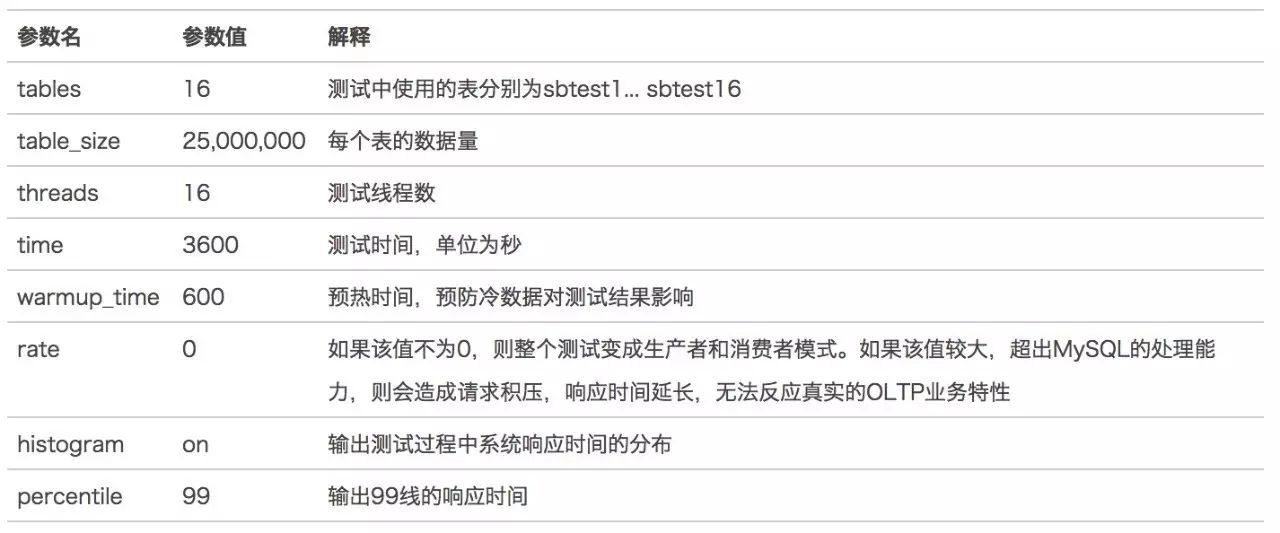 参数名 参数值 解释
tables 16 测试中使用的表分别为sbtest1... sbtest16
table_size 25,000,000 每个表的数据量
threads 16 测试线程数
time 3600 测试时间，单位为秒
warmup_time 600 预热时间，预防冷数据对测试结果影响
rate 0 如果该值不为0，则整个测试变成生产者和消费者模式。如果该值较大，超出MySQL的处理能
力，则会造成请求积压，响应时间延长，无法反应真实的OLTP业务特性
histogram on 输出测试过程中系统响应时间的分布
percentile 99 输出99线的响应时间